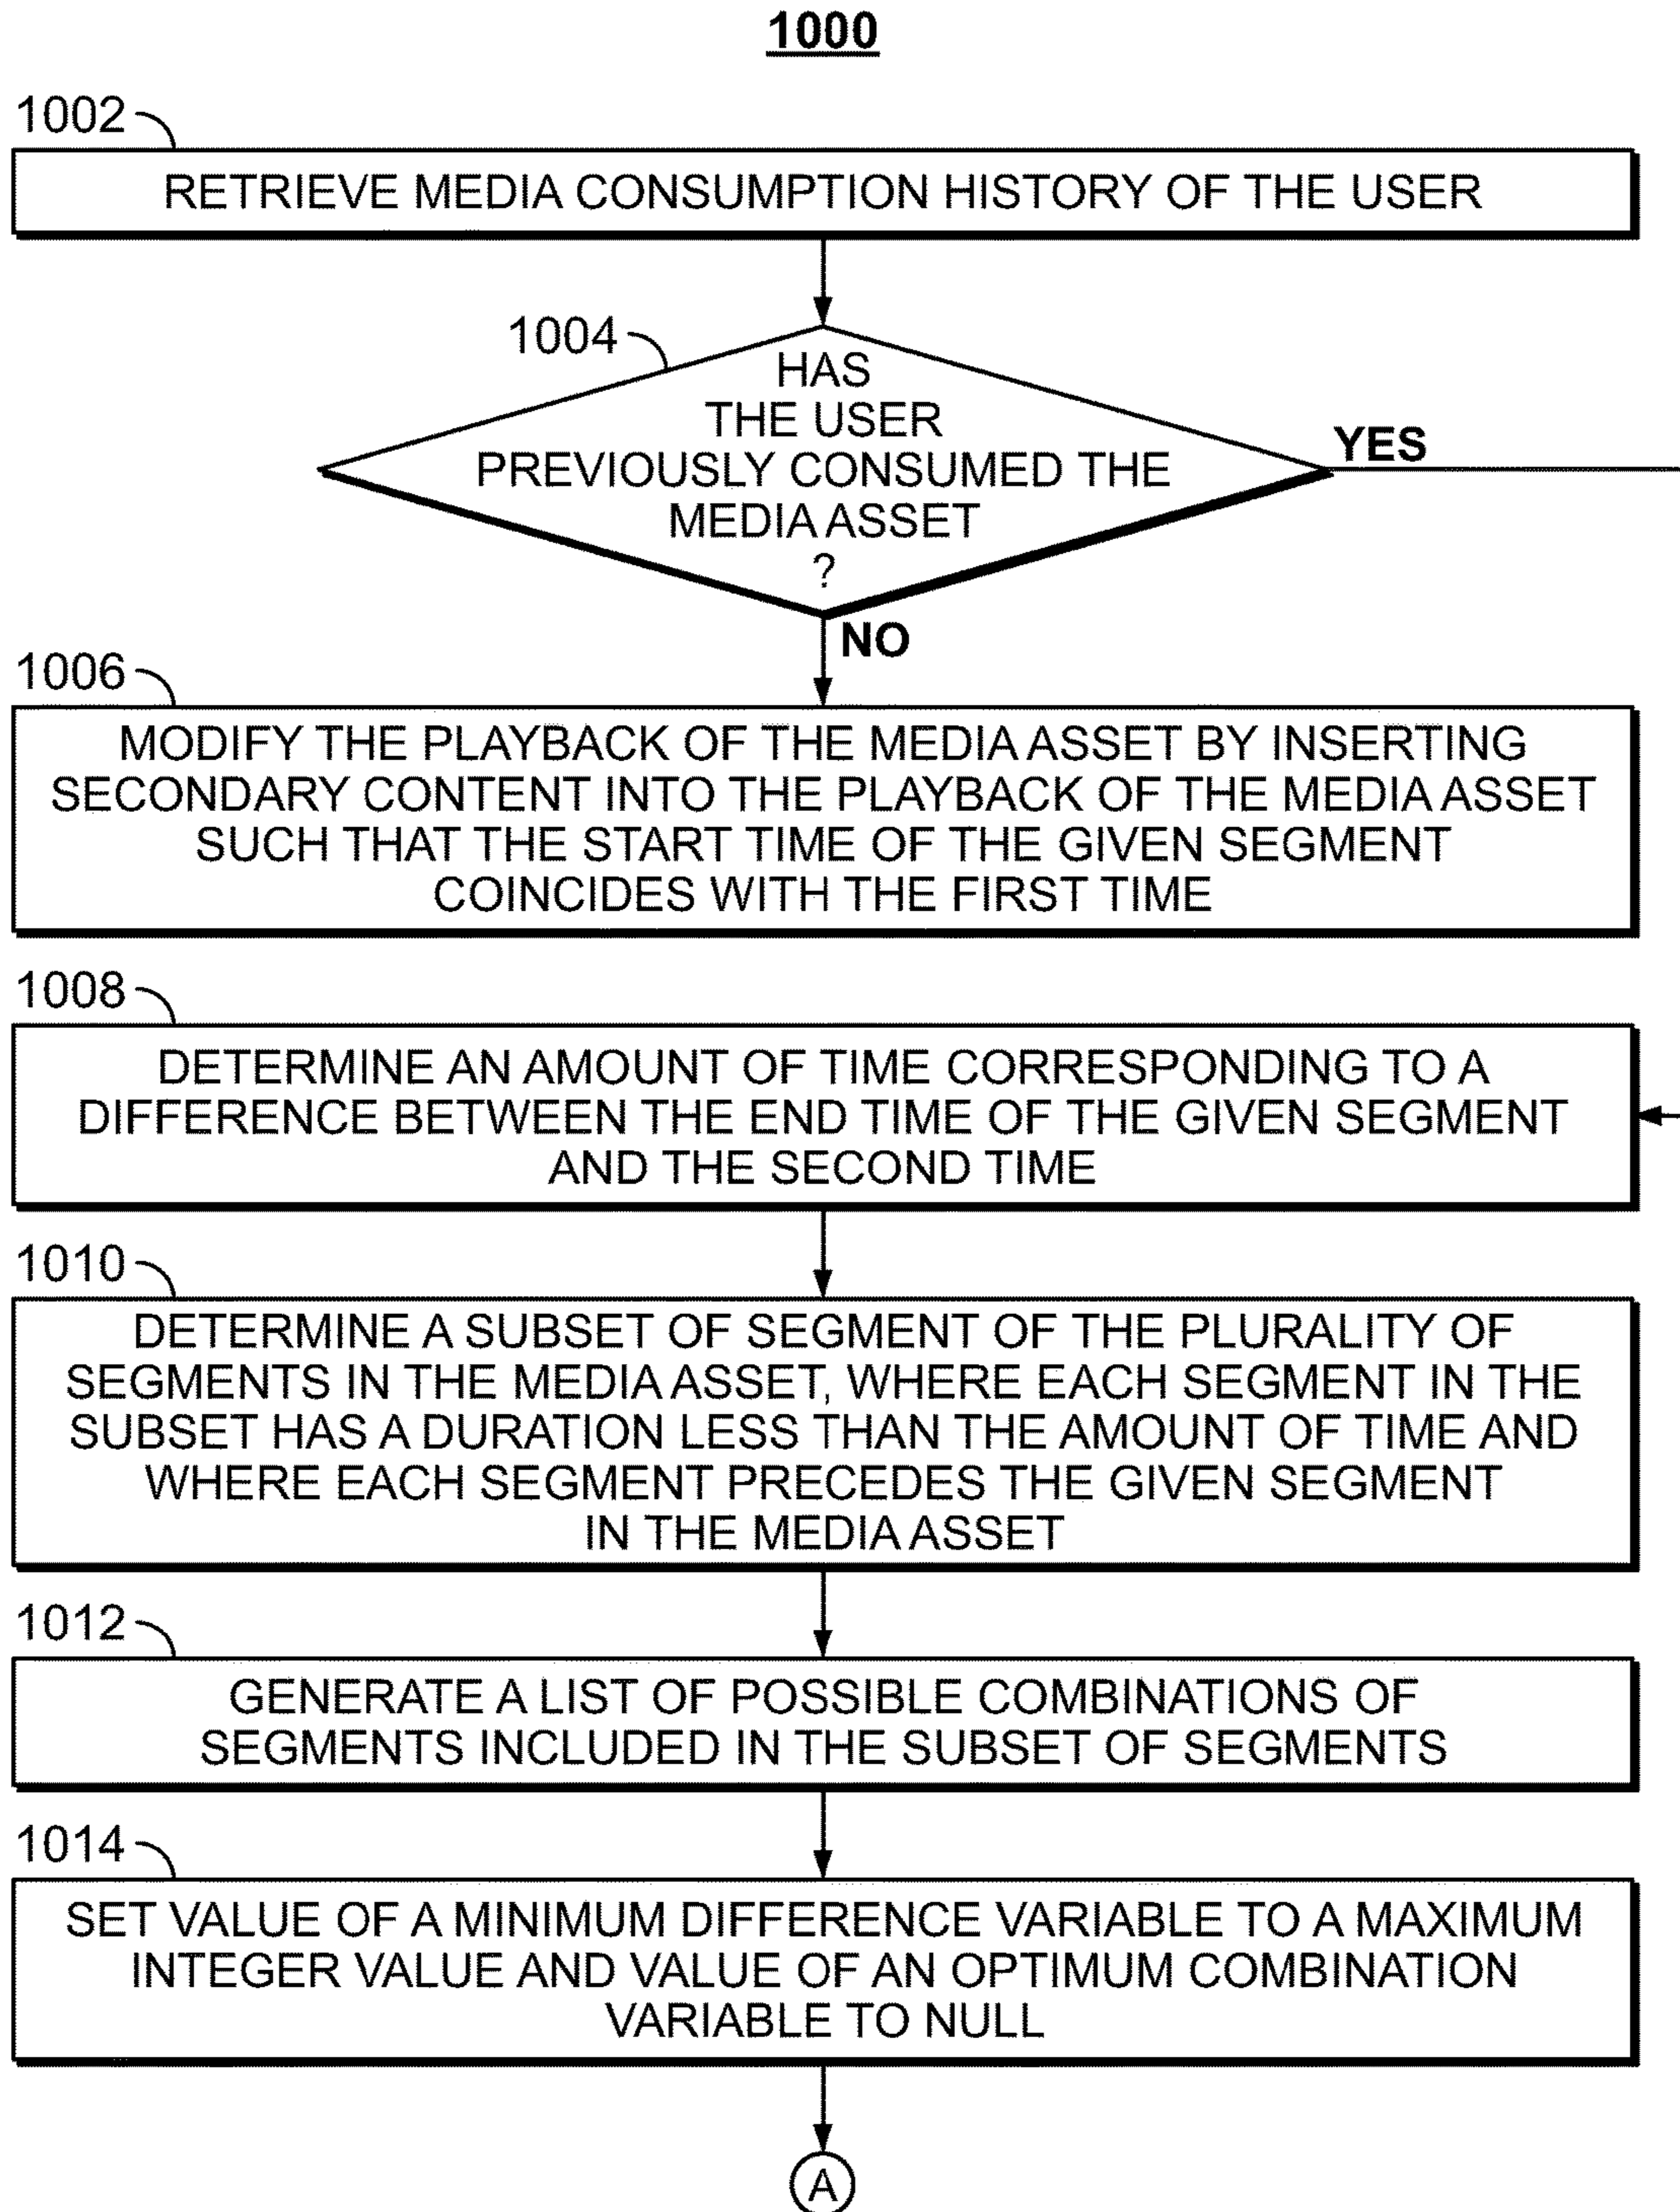 1000
1002
RETRIEVE MEDIA CONSUMPTION HISTORY OF THE USER
1004
HAS
THE USER
PREVIOUSLY CONSUMED THE
MEDIA ASSET
?
YES
NO
1006
MODIFY THE PLAYBACK OF THE MEDIA ASSET BY INSERTING
SECONDARY CONTENT INTO THE PLAYBACK OF THE MEDIA ASSET
SUCH THAT THE START TIME OF THE GIVEN SEGMENT
COINCIDES WITH THE FIRST TIME
1008
DETERMINE AN AMOUNT OF TIME CORRESPONDING TO A
DIFFERENCE BETWEEN THE END TIME OF THE GIVEN SEGMENT
AND THE SECOND TIME
1010
DETERMINE A SUBSET OF SEGMENT OF THE PLURALITY OF
SEGMENTS IN THE MEDIA ASSET, WHERE EACH SEGMENT IN THE
SUBSET HAS A DURATION LESS THAN THE AMOUNT OF TIME AND
WHERE EACH SEGMENT PRECEDES THE GIVEN SEGMENT
IN THE MEDIA ASSET
1012
GENERATE A LIST OF POSSIBLE COMBINATIONS OF
SEGMENTS INCLUDED IN THE SUBSET OF SEGMENTS
1014
SET VALUE OF A MINIMUM DIFFERENCE VARIABLE TO A MAXIMUM
INTEGER VALUE AND VALUE OF AN OPTIMUM COMBINATION
VARIABLE TO NULL
A